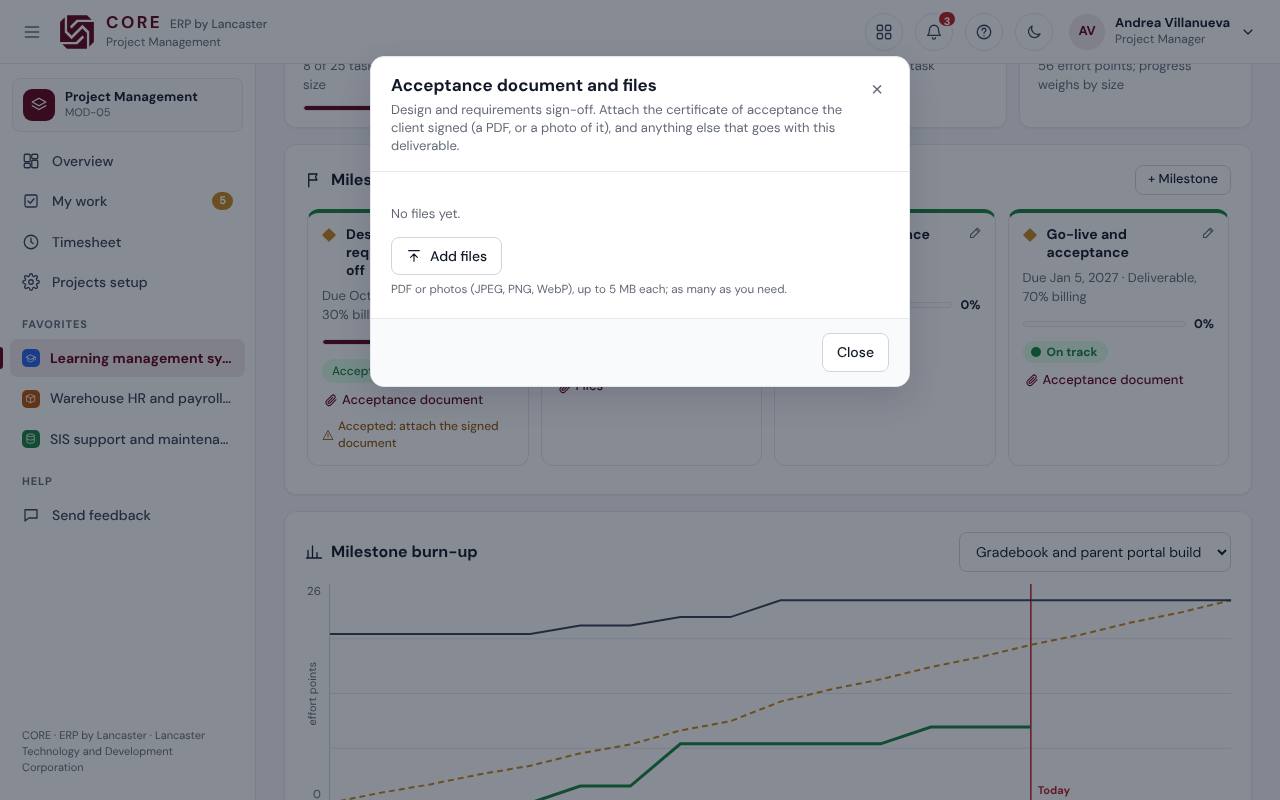 CORE ERP by Lancaster
Project Management
3
AV
Andrea Villanueva
Project Manager
Project Management
MOD-05
Overview
My work 5
Timesheet
Projects setup
FAVORITES
Learning management sy...
Warehouse HR and payroll...
SIS support and maintena...
HELP
Send feedback
CORE · ERP by Lancaster · Lancaster
Technology and Development
Corporation
Acceptance document and files
Design and requirements sign-off. Attach the certificate of acceptance the
client signed (a PDF, or a photo of it), and anything else that goes with this
deliverable.
No files yet.
Add files
PDF or photos (JPEG, PNG, WebP), up to 5 MB each; as many as you need.
Close
8 of 25
size
task
56 effort points; progress
weighs by size
+ Milestone
off
Due
30%
Acceptance document
Accepted: attach the signed
document
Files
0%
Go-live and
acceptance
Due Jan 5, 2027 · Deliverable,
70% billing
0%
On track
Acceptance document
Milestone burn-up
Gradebook and parent portal build
26
effort points
0
Today